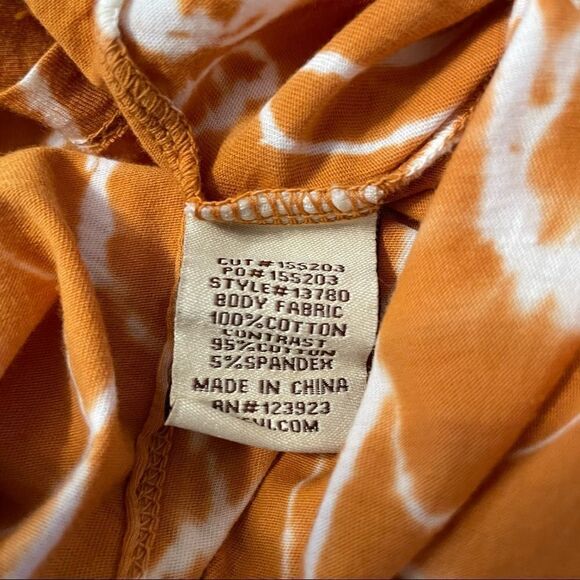 CUT#155203
PO#155203
STYLE#13780
BODY FABRIC
100%COTTON
CONTRAST
95%COTTON
5%SPANDEX
MADE IN CHINA
RN#123923